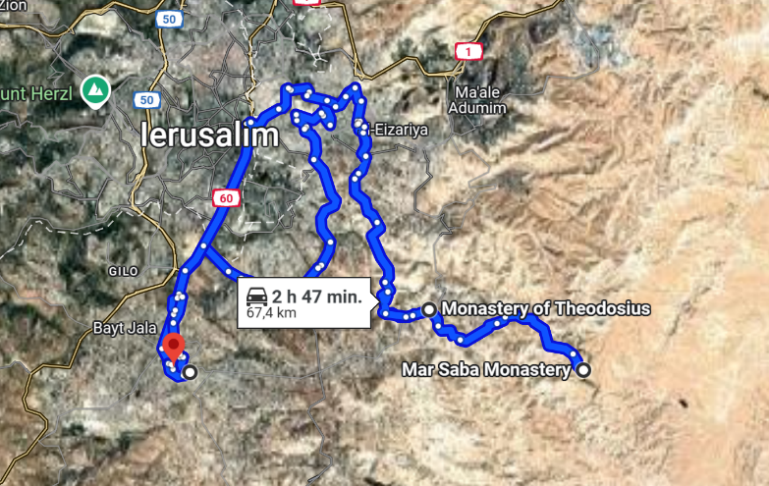 Zion
50
1
unt Herzl
50
Ma'ale
Adumim
Ierusalim
-Eizariya
60
GILO
2 h 47 min.
67,4 km
Monastery of Theodosius
Bayt Jala
Mar Saba Monastery